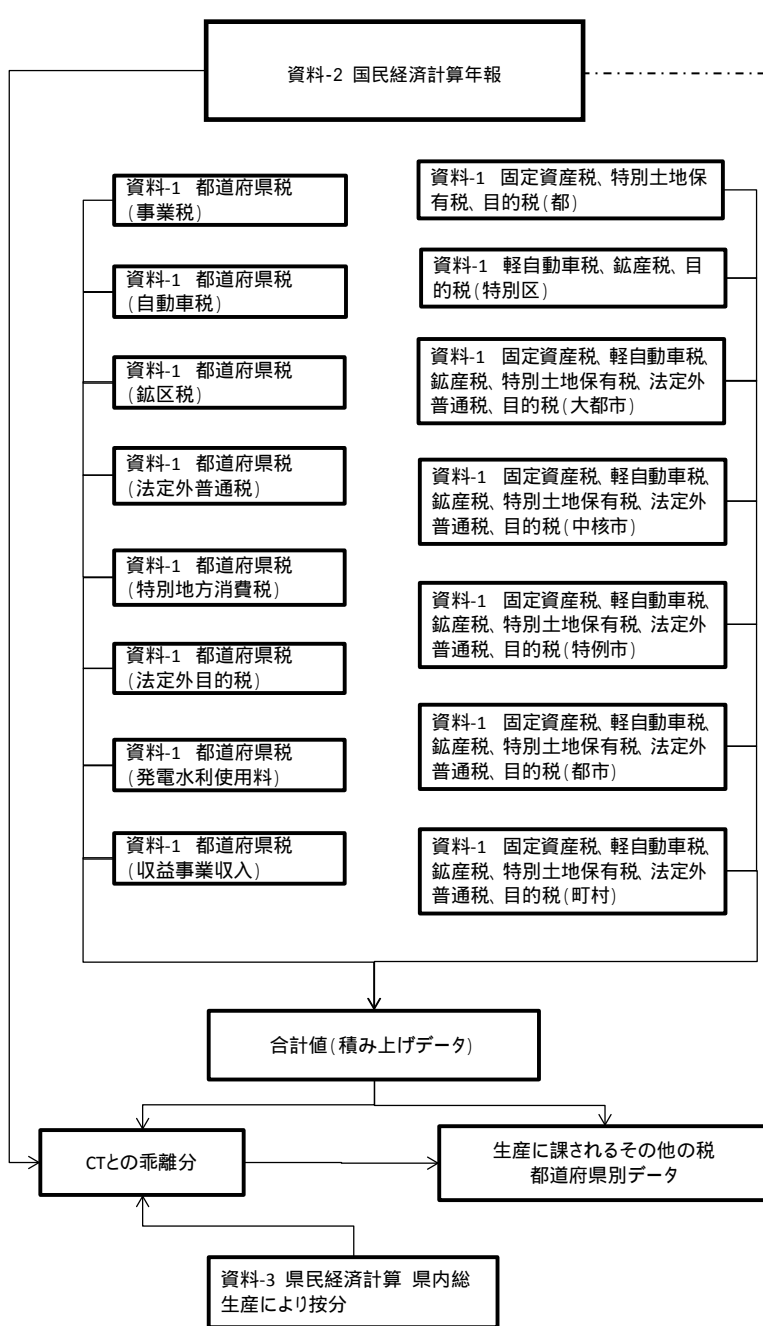 資料-2 国民経済計算年報
資料-1 都道府県税
(事業税)
資料-1 都道府県税
(自動車税)
資料-1 都道府県税
(鉱区税)
資料-1 都道府県税
(法定外普通税)
資料-1 都道府県税
(特別地方消費税)
資料-1 都道府県税
(法定外目的税)
資料-1 都道府県税
(発電水利使用料)
資料-1 都道府県税
(収益事業収入)
資料-1 固定資産税、特別土地保
有税、目的税(都)
資料-1 軽自動車税、鉱産税、目
的税(特別区)
資料-1 固定資産税、軽自動車税、
鉱産税、特別土地保有税、法定外
普通税、目的税(大都市)
資料-1 固定資産税、軽自動車税、
鉱産税、特別土地保有税、法定外
普通税、目的税(中核市)
資料-1 固定資産税、軽自動車税、
鉱産税、特別土地保有税、法定外
普通税、目的税(特例市)
資料-1 固定資産税、軽自動車税、
鉱産税、特別土地保有税、法定外
普通税、目的税(都市)
資料-1 固定資産税、軽自動車税、
鉱産税、特別土地保有税、法定外
普通税、目的税(町村)
合計値(積み上げデータ)
CTとの乖離分
生産に課されるその他の税
都道府県別データ
資料-3 県民経済計算 県内総
生産により按分